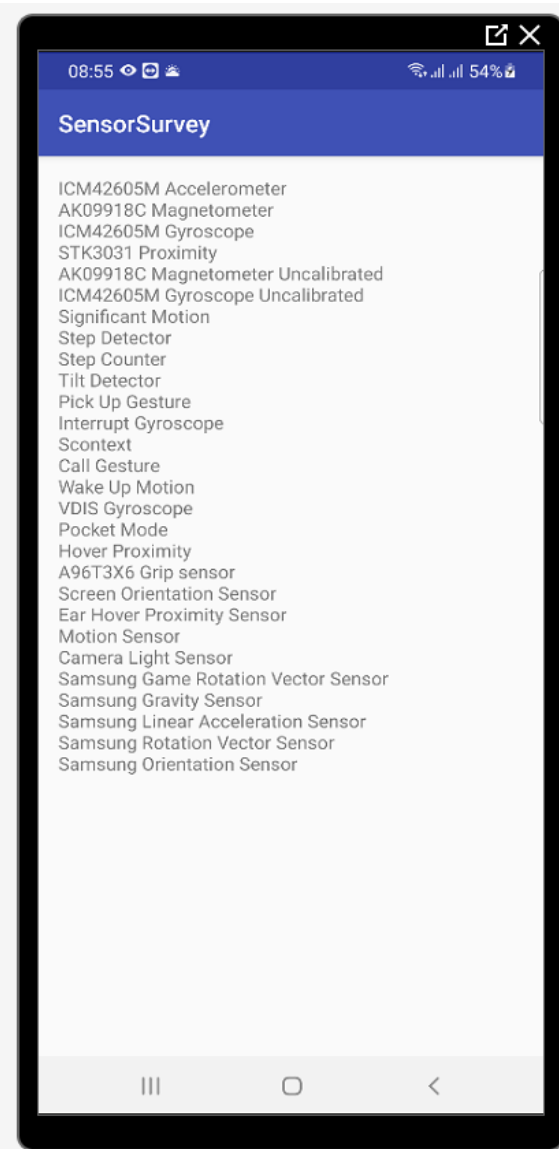 08:55 54%
SensorSurvey
ICM42605M Accelerometer
AK09918C Magnetometer
ICM42605M Gyroscope
STK3031 Proximity
AK09918C Magnetometer Uncalibrated
ICM42605M Gyroscope Uncalibrated
Significant Motion
Step Detector
Step Counter
Tilt Detector
Pick Up Gesture
Interrupt Gyroscope
Scontext
Call Gesture
Wake Up Motion
VDIS Gyroscope
Pocket Mode
Hover Proximity
A96T3X6 Grip sensor
Screen Orientation Sensor
Ear Hover Proximity Sensor
Motion Sensor
Camera Light Sensor
Samsung Game Rotation Vector Sensor
Samsung Gravity Sensor
Samsung Linear Acceleration Sensor
Samsung Rotation Vector Sensor
Samsung Orientation Sensor